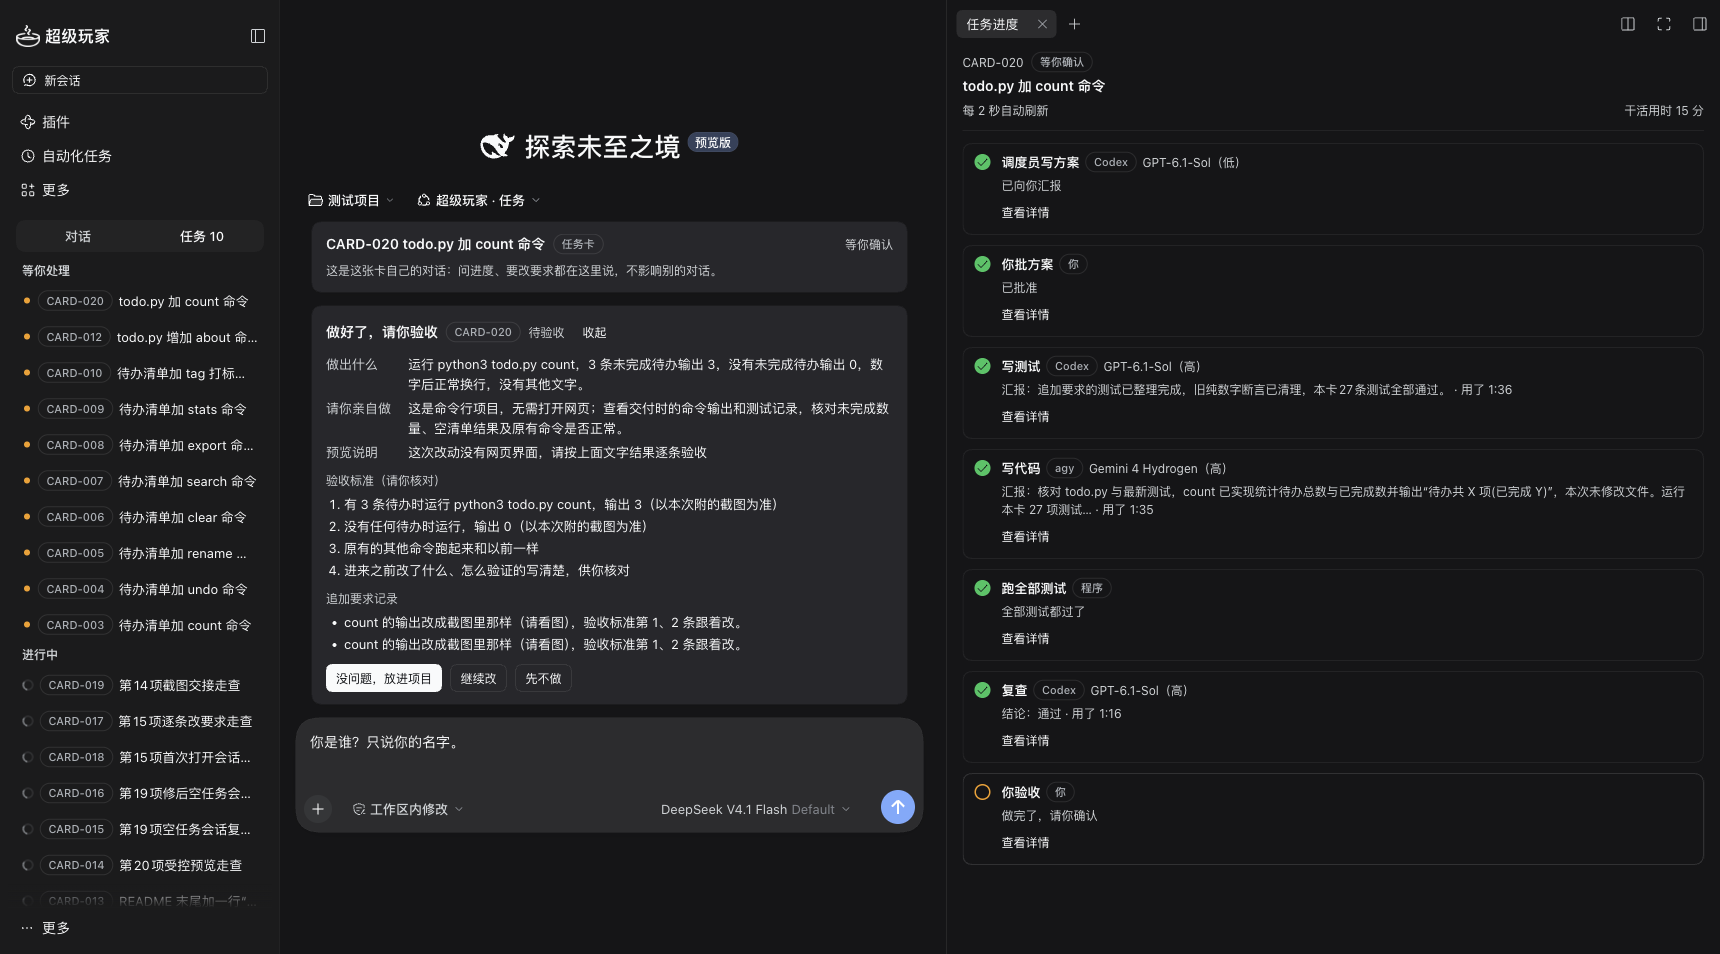 超级玩家
新会话
插件
自动化任务
更多
对话
任务 10
等你处理
CARD-020 todo.py 加 count 命令
CARD-012 todo.py 增加 about 命...
CARD-010 待办清单加 tag 打标...
CARD-009 待办清单加 stats 命令
CARD-008 待办清单加 export 命...
CARD-007 待办清单加 search 命令
CARD-006 待办清单加 clear 命令
CARD-005 待办清单加 rename ...
CARD-004 待办清单加 undo 命令
CARD-003 待办清单加 count 命令
进行中
CARD-019 第14项截图交接走查
CARD-017 第15项逐条改要求走查
CARD-018 第15项首次打开会话...
CARD-016 第19项修后空任务会...
CARD-015 第19项空任务会话复...
CARD-014 第20项受控预览走查
CARD-013 README 末尾加一行“...
更多
探索未至之境 预览版
测试项目
超级玩家 · 任务
CARD-020 todo.py 加 count 命令 任务卡 等你确认
这是这张卡自己的对话：问进度、要改要求都在这里说，不影响别的对话。
做好了，请你验收 CARD-020 待验收 收起
做出什么 运行 python3 todo.py count，3 条未完成待办输出 3，没有未完成待办输出 0，数
字后正常换行，没有其他文字。
请你亲自做 这是命令行项目，无需打开网页；查看交付时的命令输出和测试记录，核对未完成数
量、空清单结果及原有命令是否正常。
预览说明 这次改动没有网页界面，请按上面文字结果逐条验收
验收标准（请你核对）
1. 有 3 条待办时运行 python3 todo.py count，输出 3（以本次附的截图为准）
2. 没有任何待办时运行，输出 0（以本次附的截图为准）
3. 原有的其他命令跑起来和以前一样
4. 进来之前改了什么、怎么验证的写清楚，供你核对
追加要求记录
• count 的输出改成截图里那样（请看图），验收标准第 1、2 条跟着改。
• count 的输出改成截图里那样（请看图），验收标准第 1、2 条跟着改。
没问题，放进项目 继续改 先不做
你是谁？只说你的名字。
工作区内修改
DeepSeek V4.1 Flash Default
任务进度
CARD-020 等你确认
todo.py 加 count 命令
每 2 秒自动刷新
干活用时 15 分
调度员写方案 Codex GPT-6.1-Sol（低）
已向你汇报
查看详情
你批方案 你
已批准
查看详情
写测试 Codex GPT-6.1-Sol（高）
汇报：追加要求的测试已整理完成，旧纯数字断言已清理，本卡27条测试全部通过。 · 用了 1:36
查看详情
写代码 agy Gemini 4 Hydrogen（高）
汇报：核对 todo.py 与最新测试，count 已实现统计待办总数与已完成数并输出“待办共 X 项(已完成 Y)”，本次未修改文件。运行
本卡 27 项测试... · 用了 1:35
查看详情
跑全部测试 程序
全部测试都过了
查看详情
复查 Codex GPT-6.1-Sol（高）
结论：通过 · 用了 1:16
查看详情
你验收 你
做完了，请你确认
查看详情